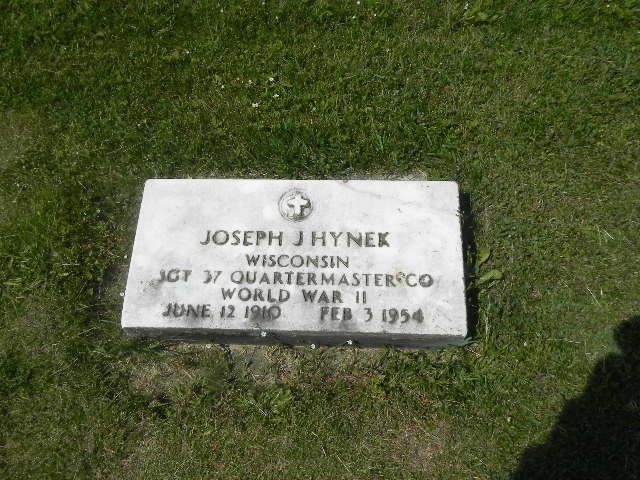 JOSEPH J HYNEK
WISCONSIN
SGT 37 QUARTERMASTER CO
WORLD WAR II
JUNE 12 1910 FEB 3 1954